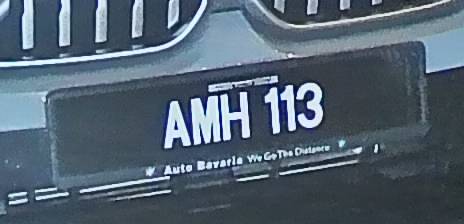 AMH 113
Auto Bavaria We Go The Distance